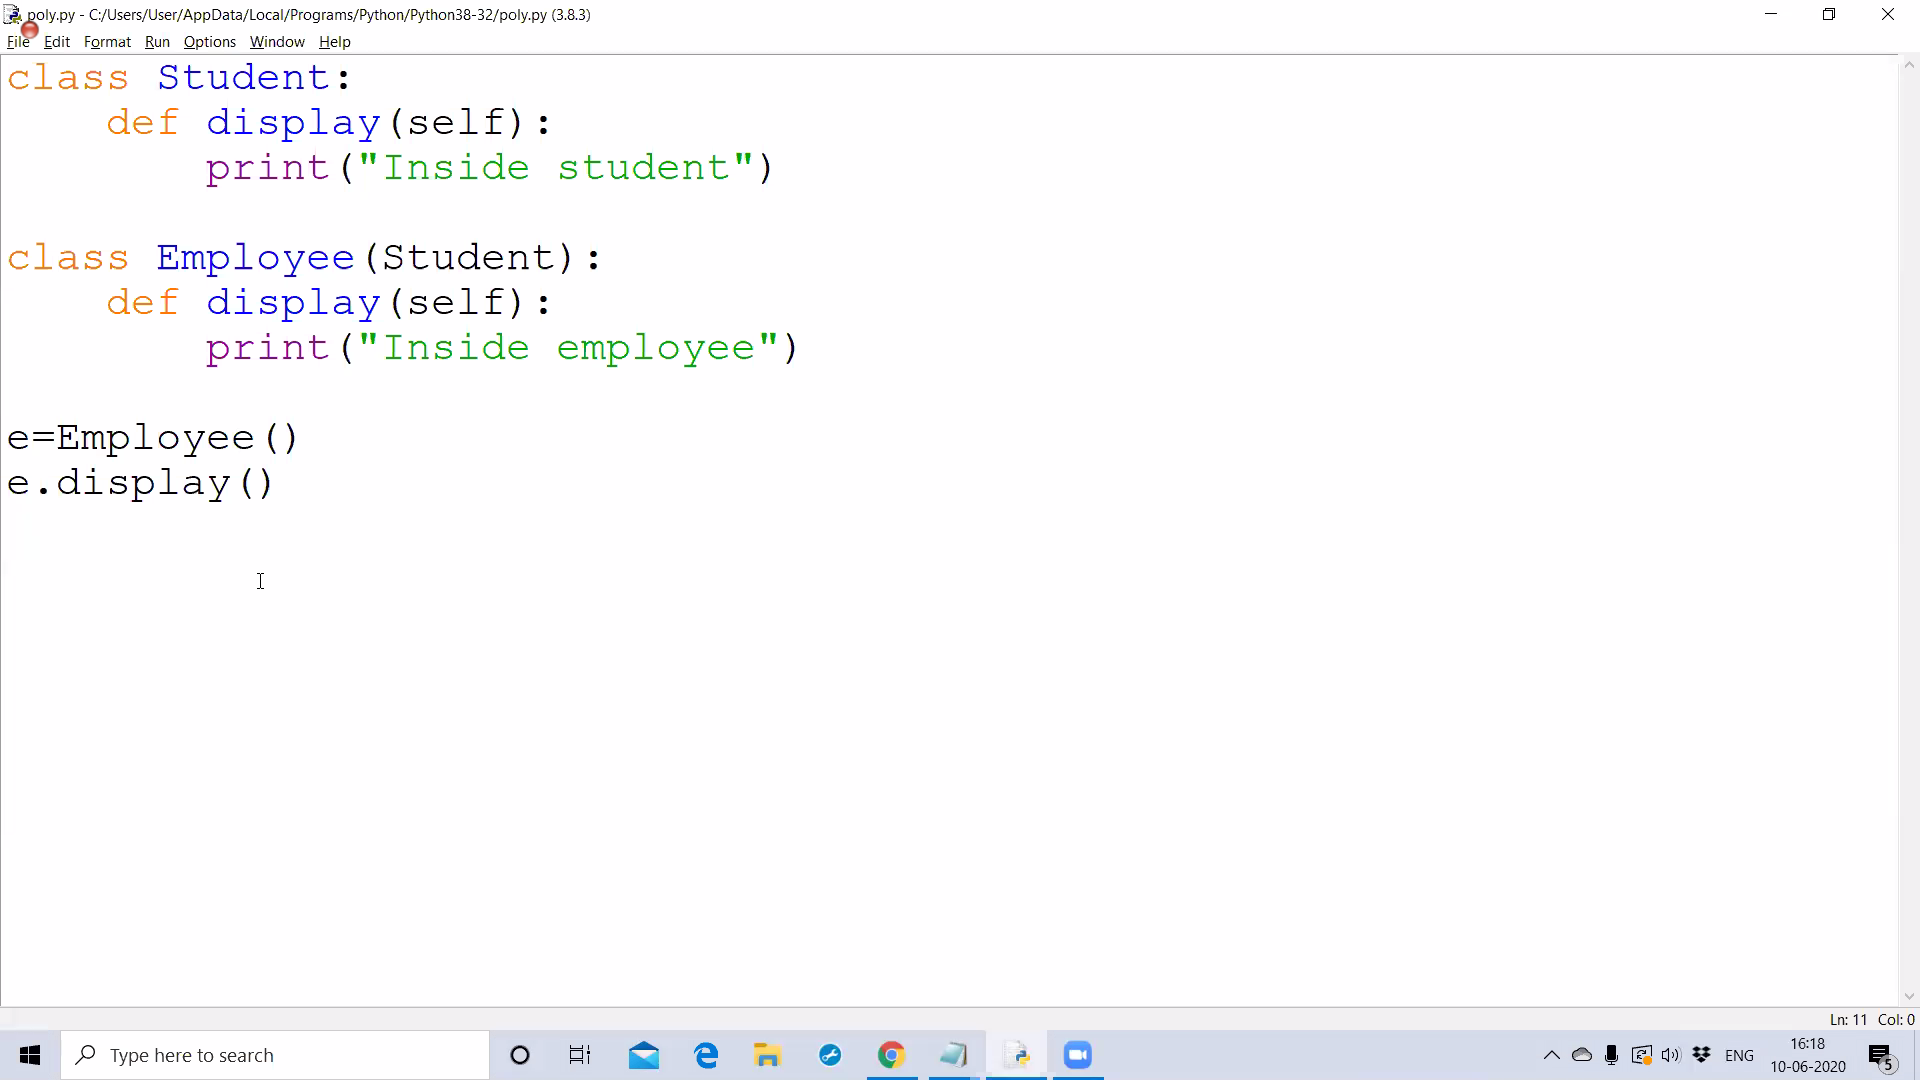 poly.py - C:/Users/User/AppData/Local/Programs/Python/Python38-32/poly.py (3.8.3)
File Edit Format Run Options Window Help
class Student:
    def display(self):
        print("Inside student")
class Employee(Student):
    def display(self):
        print("Inside employee")
e=Employee()
e.display()
Ln: 11 Col: 0
Type here to search
ENG
16:18
10-06-2020
5